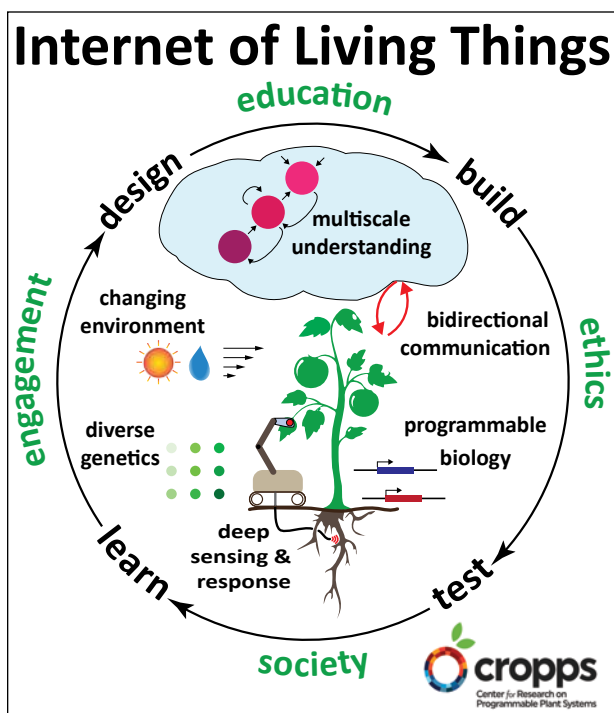 Internet of Living Things
education
design
build
multiscale
understanding
changing
environment
bidirectional
communication
engagement
ethics
diverse
genetics
programmable
biology
deep
sensing &
response
learn
test
society
cropps
Center for Research on
Programmable Plant Systems